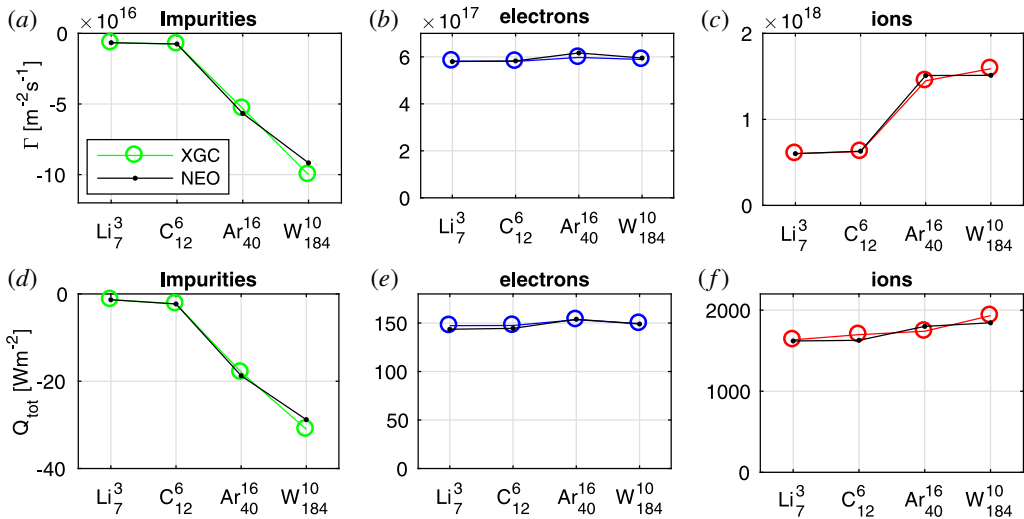 (a) × 10^16 Impurities
Γ [m^-2 s^-1]
0
-5
-10
XGC
NEO
Li^3_7 C^6_12 Ar^16_40 W^10_184
(b) × 10^17 electrons
6
4
2
0
Li^3_7 C^6_12 Ar^16_40 W^10_184
(c) × 10^18 ions
2
1
0
Li^3_7 C^6_12 Ar^16_40 W^10_184
(d) Impurities
Q_tot [Wm^-2]
0
-20
-40
Li^3_7 C^6_12 Ar^16_40 W^10_184
(e) electrons
150
100
50
0
Li^3_7 C^6_12 Ar^16_40 W^10_184
(f) ions
2000
1000
0
Li^3_7 C^6_12 Ar^16_40 W^10_184